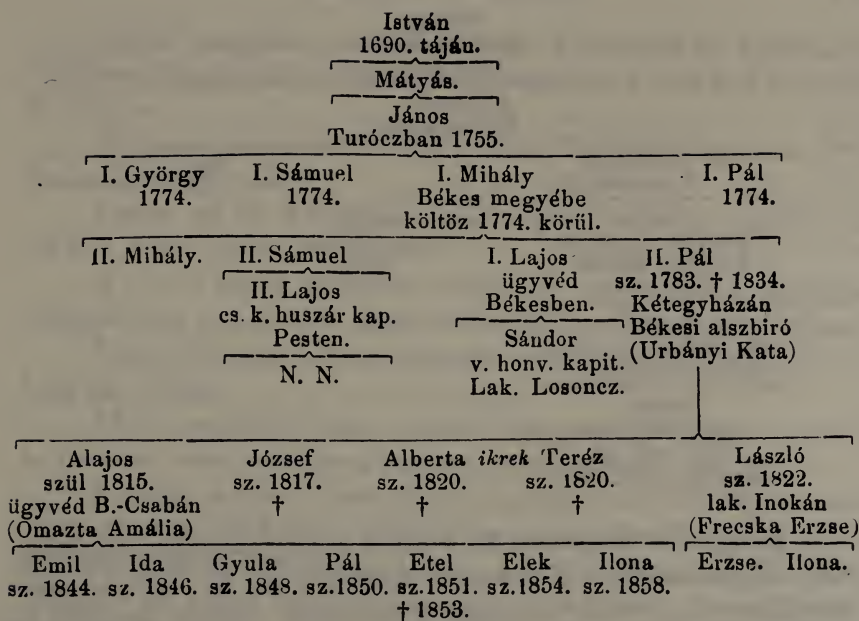 István
1690. táján.
Mátyás.
János
Turóczban 1755.
I. György I. Sámuel I. Mihály I. Pál
1774. 1774. Békes megyébe 1774.
költöz 1774. körül.
II. Mihály. II. Sámuel I. Lajos II. Pál
ügyvéd sz. 1783. † 1834.
II. Lajos Békesben. Kétegyházán
cs. k. huszár kap. Békesi alszbiró
Pesten. Sándor (Urbányi Kata)
v. honv. kapit.
N. N. Lak. Losoncz.
Alajos József Alberta ikrek Teréz László
szül 1815. sz. 1817. sz. 1820. sz. 1820. sz. 1822.
ügyvéd B.-Csabán † † † lak. Inokán
(Omazta Amália) (Frecska Erzse)
Emil Ida Gyula Pál Etel Elek Ilona Erzse. Ilona.
sz. 1844. sz. 1846. sz. 1848. sz.1850. sz.1851. sz.1854. sz. 1858.
† 1853.